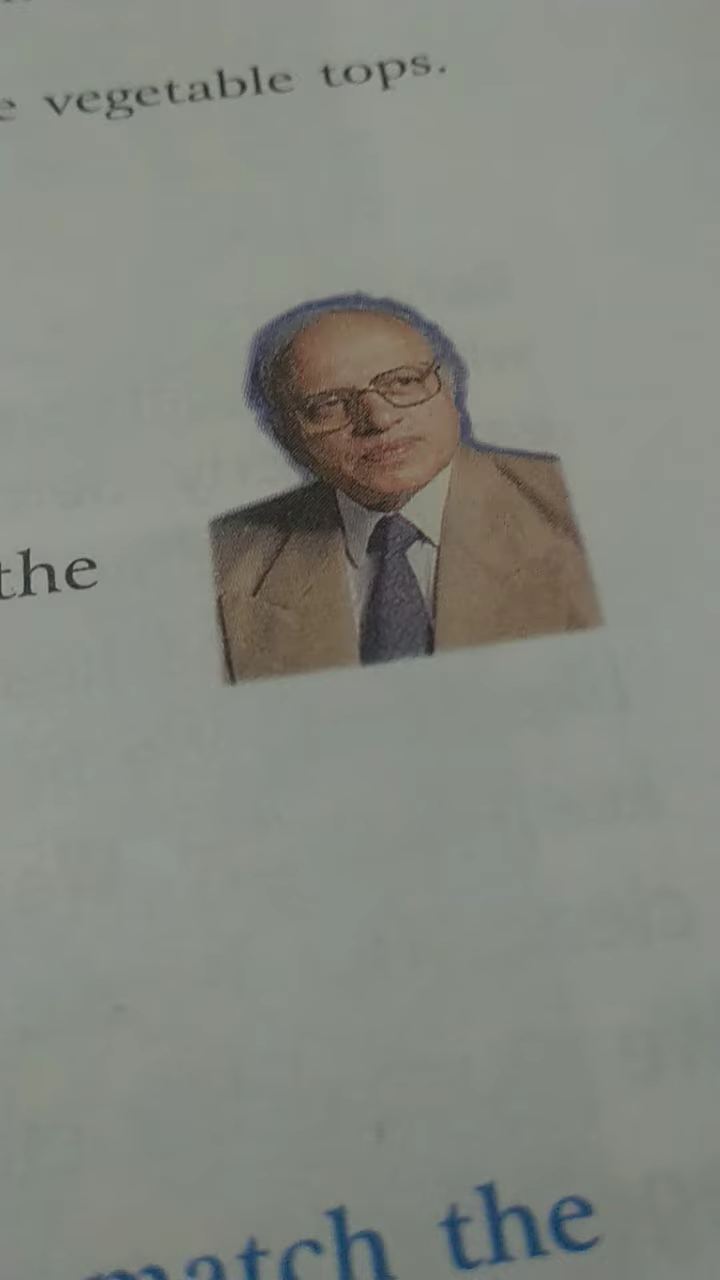 e vegetable tops.
the
match the